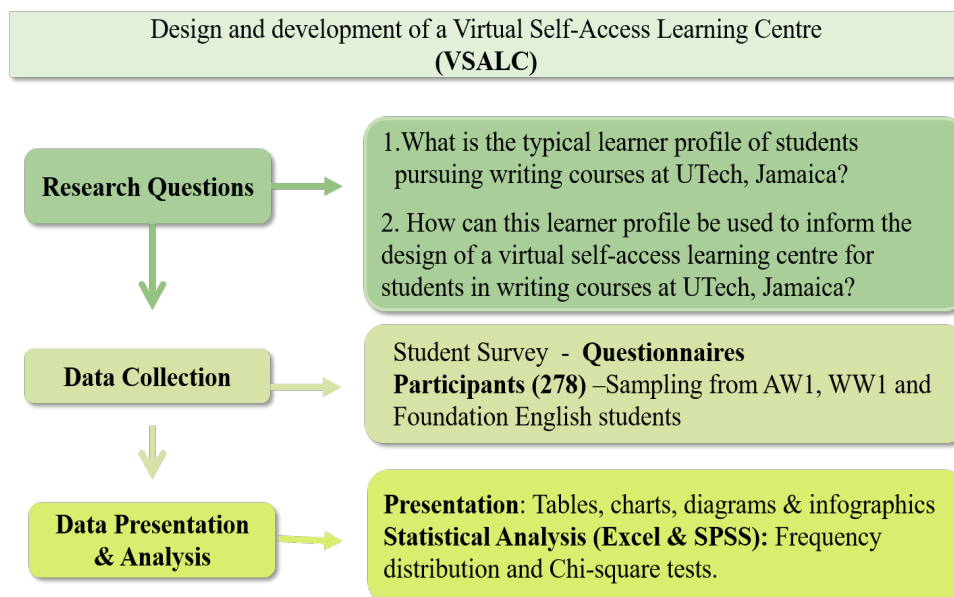 Design and development of a Virtual Self-Access Learning Centre
(VSALC)
Research Questions
1.What is the typical learner profile of students
pursuing writing courses at UTech, Jamaica?
2. How can this learner profile be used to inform the
design of a virtual self-access learning centre for
students in writing courses at UTech, Jamaica?
Data Collection
Student Survey - Questionnaires
Participants (278) –Sampling from AW1, WW1 and
Foundation English students
Data Presentation
& Analysis
Presentation: Tables, charts, diagrams & infographics
Statistical Analysis (Excel & SPSS): Frequency
distribution and Chi-square tests.